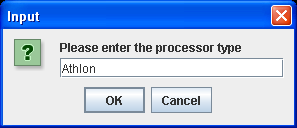 Input
Please enter the processor type
Athlon
OK Cancel